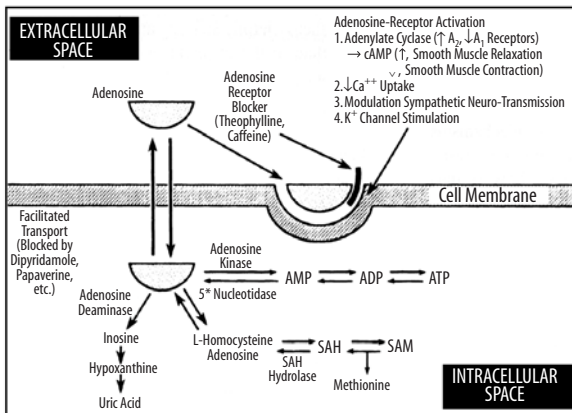 EXTRACELLULAR
SPACE
Adenosine
Adenosine
Receptor
Blocker
(Theophylline,
Caffeine)
Adenosine-Receptor Activation
1. Adenylate Cyclase (↑ A₂, ↓A₁ Receptors)
→ cAMP (↑, Smooth Muscle Relaxation
˅, Smooth Muscle Contraction)
2.↓Ca⁺⁺ Uptake
3. Modulation Sympathetic Neuro-Transmission
4. K⁺ Channel Stimulation
Cell Membrane
Facilitated
Transport
(Blocked by
Dipyridamole,
Papaverine,
etc.)
Adenosine
Kinase
5* Nucleotidase
AMP
ADP
ATP
Adenosine
Deaminase
Inosine
Hypoxanthine
Uric Acid
L-Homocysteine
Adenosine
SAH
SAM
SAH
Hydrolase
Methionine
INTRACELLULAR
SPACE